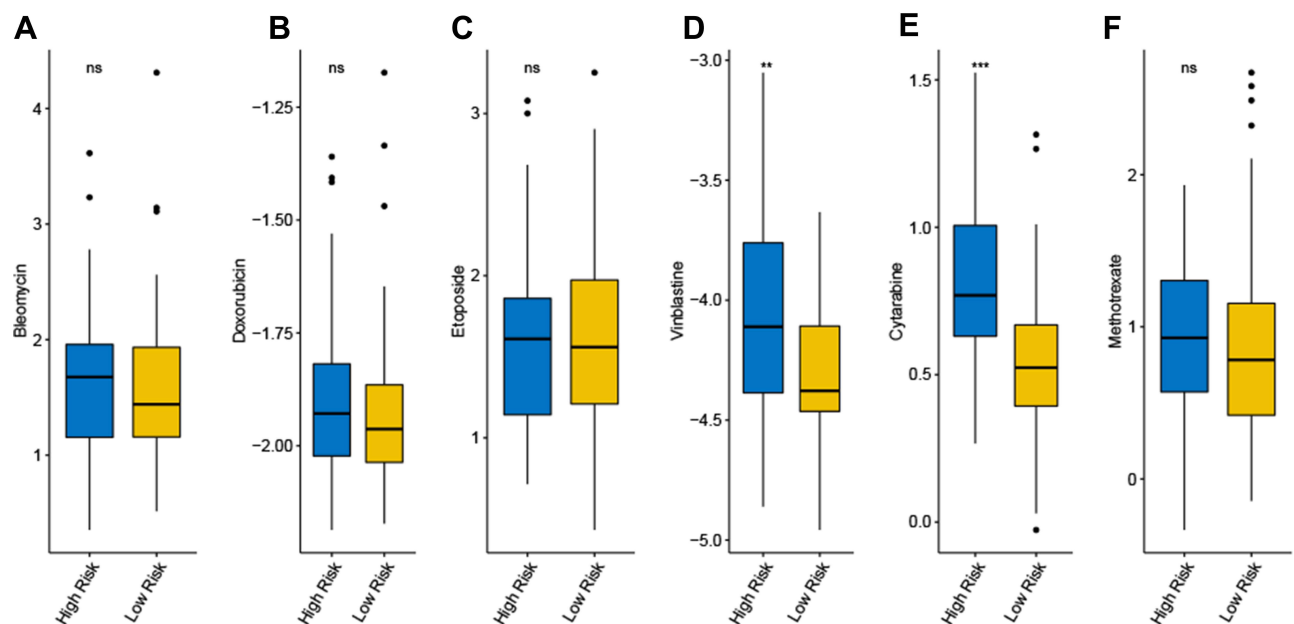 A
Bleomycin
ns
4
3
2
1
High Risk
Low Risk
B
Doxorubicin
ns
−1.25
−1.50
−1.75
−2.00
High Risk
Low Risk
C
Etoposide
ns
3
2
1
High Risk
Low Risk
D
Vinblastine
**
−3.0
−3.5
−4.0
−4.5
−5.0
High Risk
Low Risk
E
Cytarabine
***
1.5
1.0
0.5
0.0
High Risk
Low Risk
F
Methotrexate
ns
2
1
0
High Risk
Low Risk